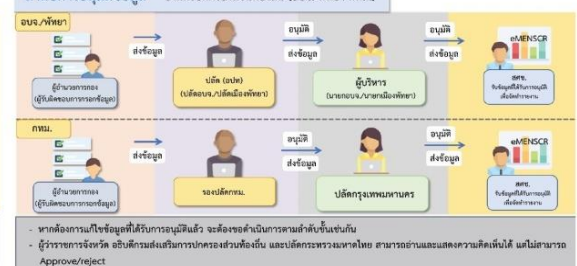 อบจ./พัทยา
อนุมัติ
อนุมัติ
ส่งข้อมูล
ส่งข้อมูล
ส่งข้อมูล
eMENSCR
ผู้อำนวยการกอง
(ผู้รับผิดชอบการกรอกข้อมูล)
ปลัด (อปท)
(ปลัดอบจ./ปลัดเมืองพัทยา)
ผู้บริหาร
(นายกอบจ./นายกเมืองพัทยา)
สศช.
รับข้อมูลที่ได้รับการอนุมัติ
เพื่อจัดทำรายงาน
กทม.
อนุมัติ
อนุมัติ
ส่งข้อมูล
ส่งข้อมูล
ส่งข้อมูล
eMENSCR
ผู้อำนวยการกอง
(ผู้รับผิดชอบการกรอกข้อมูล)
รองปลัดกทม.
ปลัดกรุงเทพมหานคร
สศช.
รับข้อมูลที่ได้รับการอนุมัติ
เพื่อจัดทำรายงาน
- หากต้องการแก้ไขข้อมูลที่ได้รับการอนุมัติแล้ว จะต้องขอดำเนินการตามลำดับขั้นเช่นกัน
- ผู้ว่าราชการจังหวัด อธิบดีกรมส่งเสริมการปกครองส่วนท้องถิ่น และปลัดกระทรวงมหาดไทย สามารถอ่านและแสดงความคิดเห็นได้ แต่ไม่สามารถ
Approve/reject